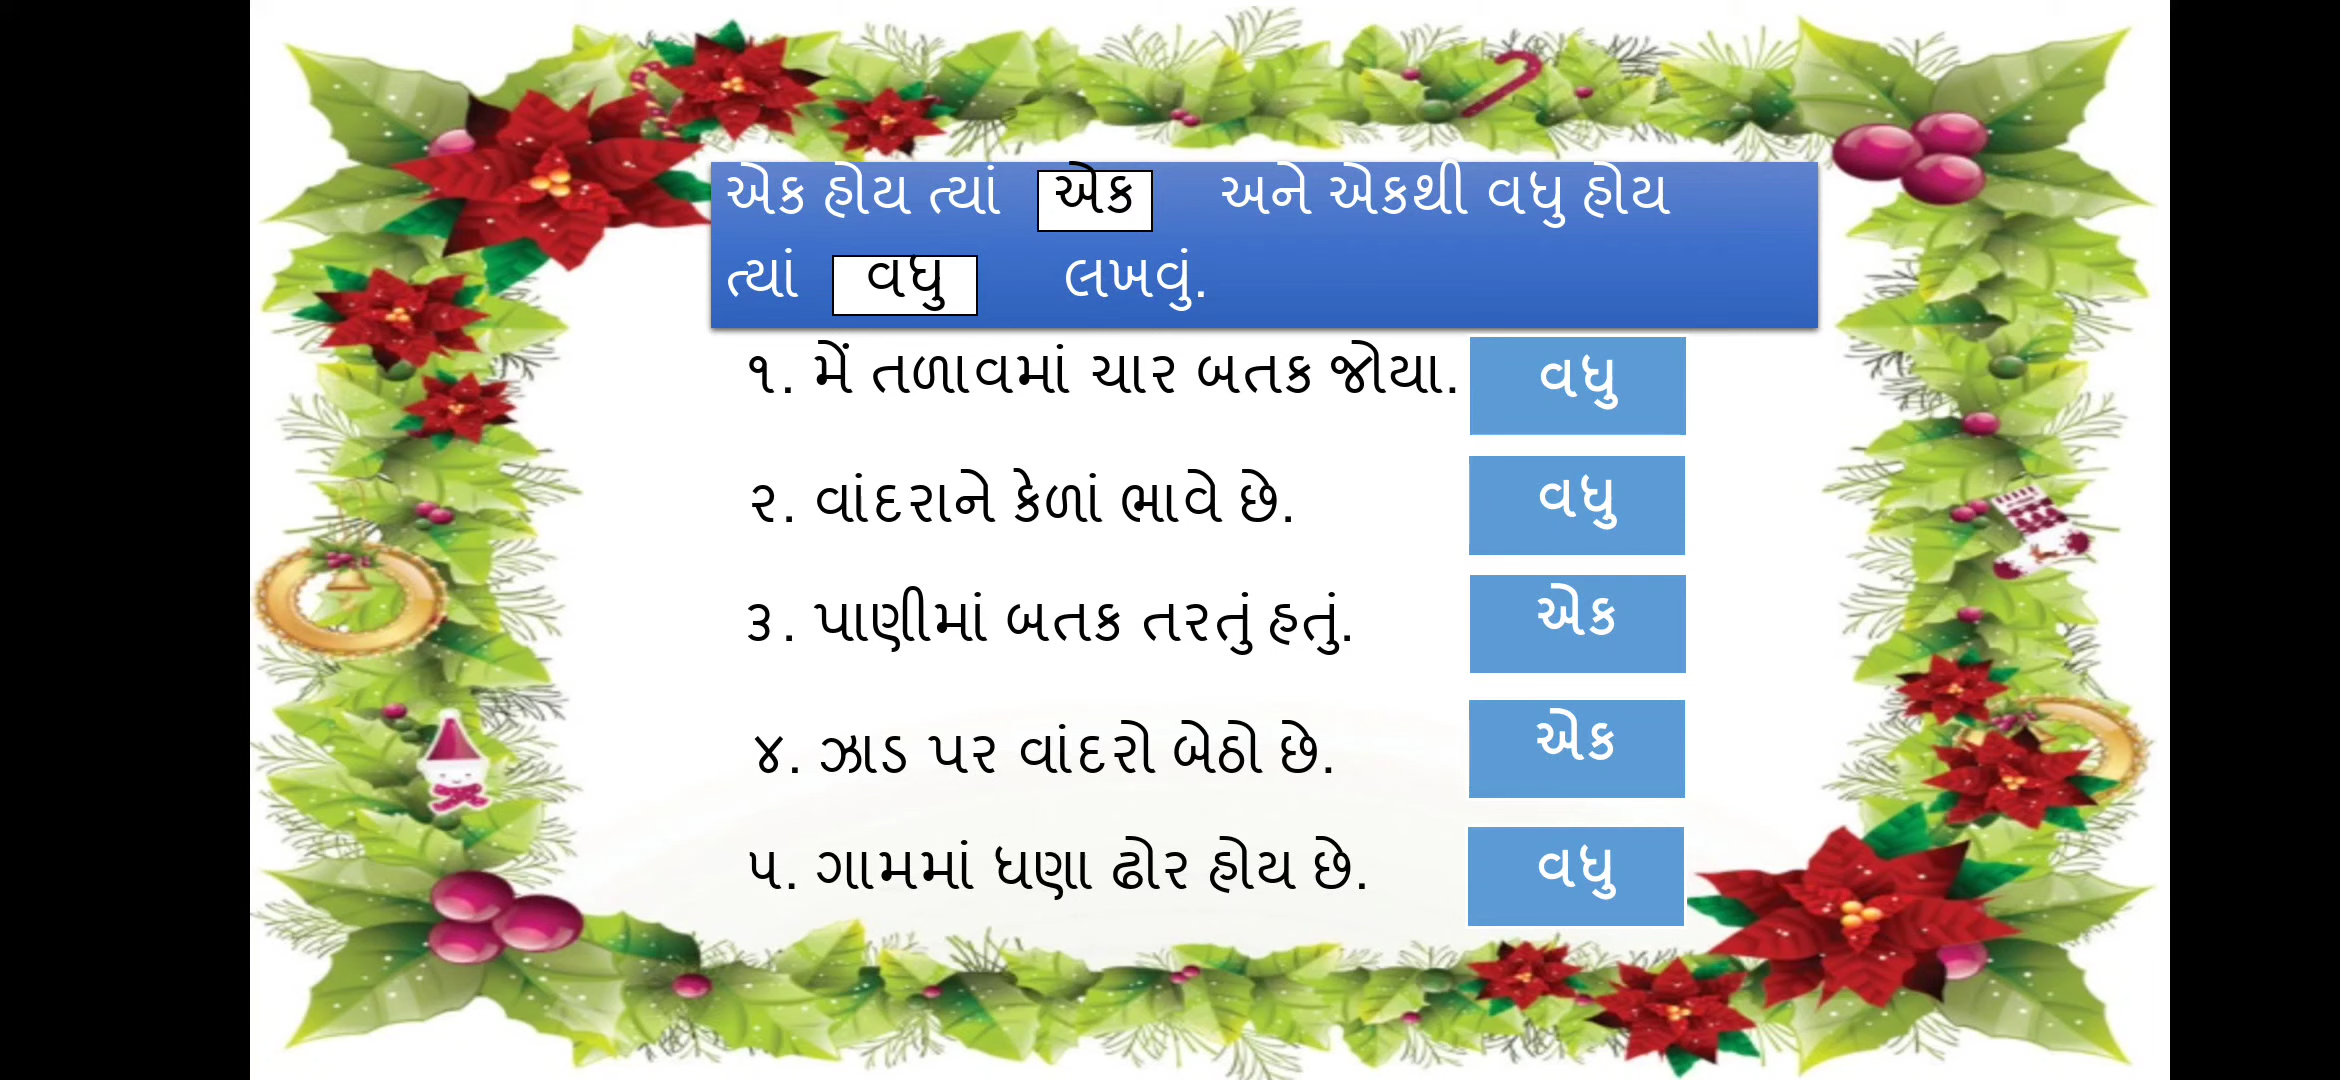 એક હોય ત્યાં એક અને એકથી વધુ હોય
ત્યાં વધુ લખવું.
૧. મેં તળાવમાં ચાર બતક જોયા. વધુ
૨. વાંદરાને કેળાં ભાવે છે. વધુ
૩. પાણીમાં બતક તરતું હતું. એક
૪. ઝાડ પર વાંદરો બેઠો છે. એક
૫. ગામમાં ઘણા ઢોર હોય છે. વધુ